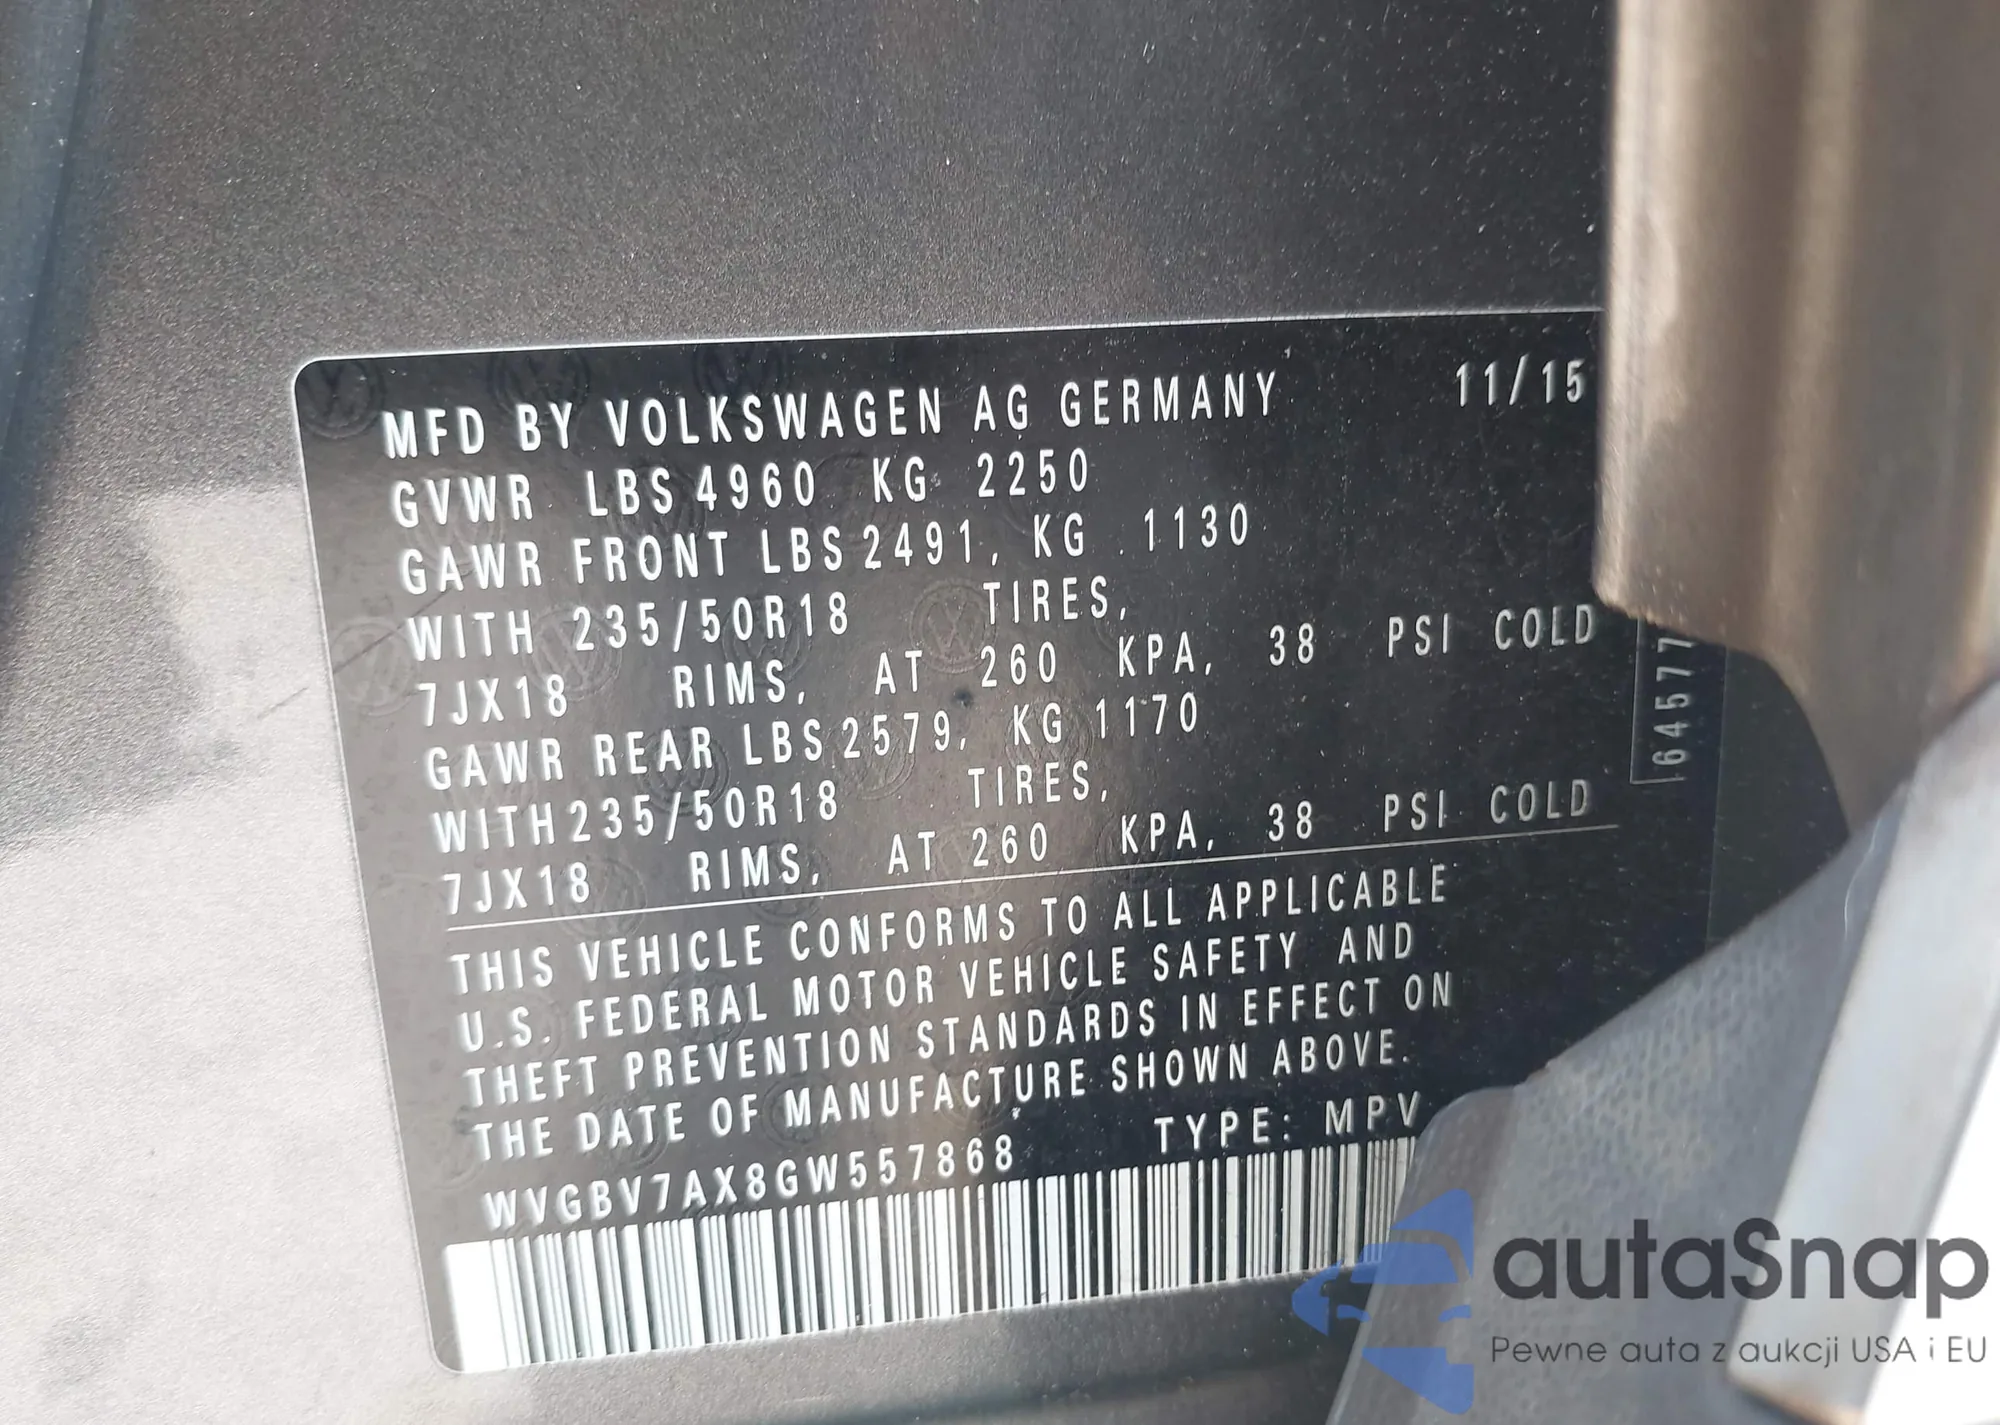 MFD BY VOLKSWAGEN AG GERMANY 11/15
GVWR LBS 4960 KG 2250
GAWR FRONT LBS 2491, KG 1130
WITH 235/50R18 TIRES,
7JX18 RIMS, AT 260 KPA, 38 PSI COLD
GAWR REAR LBS 2579, KG 1170
WITH 235/50R18 TIRES,
7JX18 RIMS, AT 260 KPA, 38 PSI COLD
THIS VEHICLE CONFORMS TO ALL APPLICABLE
U.S. FEDERAL MOTOR VEHICLE SAFETY AND
THEFT PREVENTION STANDARDS IN EFFECT ON
THE DATE OF MANUFACTURE SHOWN ABOVE.
WVGBV7AX8GW557868 TYPE: MPV
64577
autaSnap
Pewne auta z aukcji USA i EU